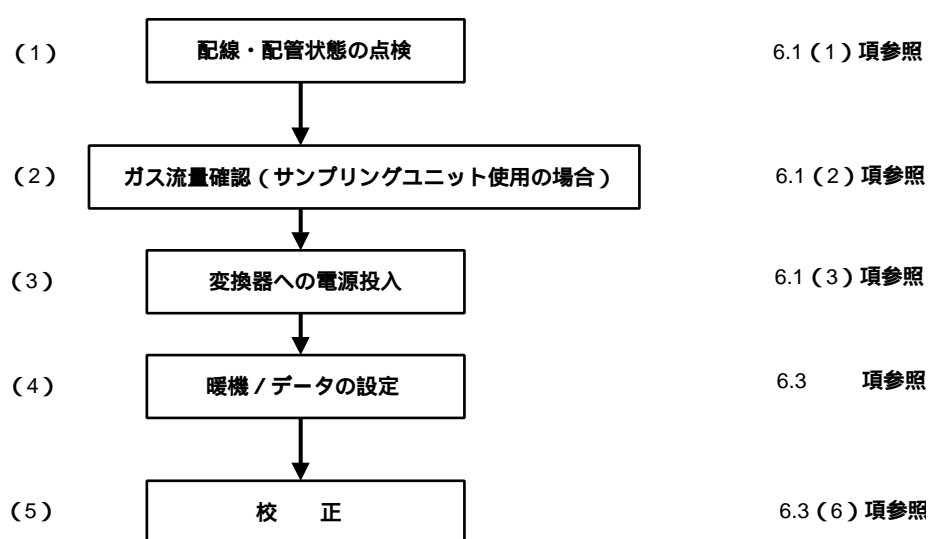 (1) 配線・配管状態の点検 6.1(1)項参照
(2) ガス流量確認(サンプリングユニット使用の場合) 6.1(2)項参照
(3) 変換器への電源投入 6.1(3)項参照
(4) 暖機/データの設定 6.3 項参照
(5) 校 正 6.3(6)項参照